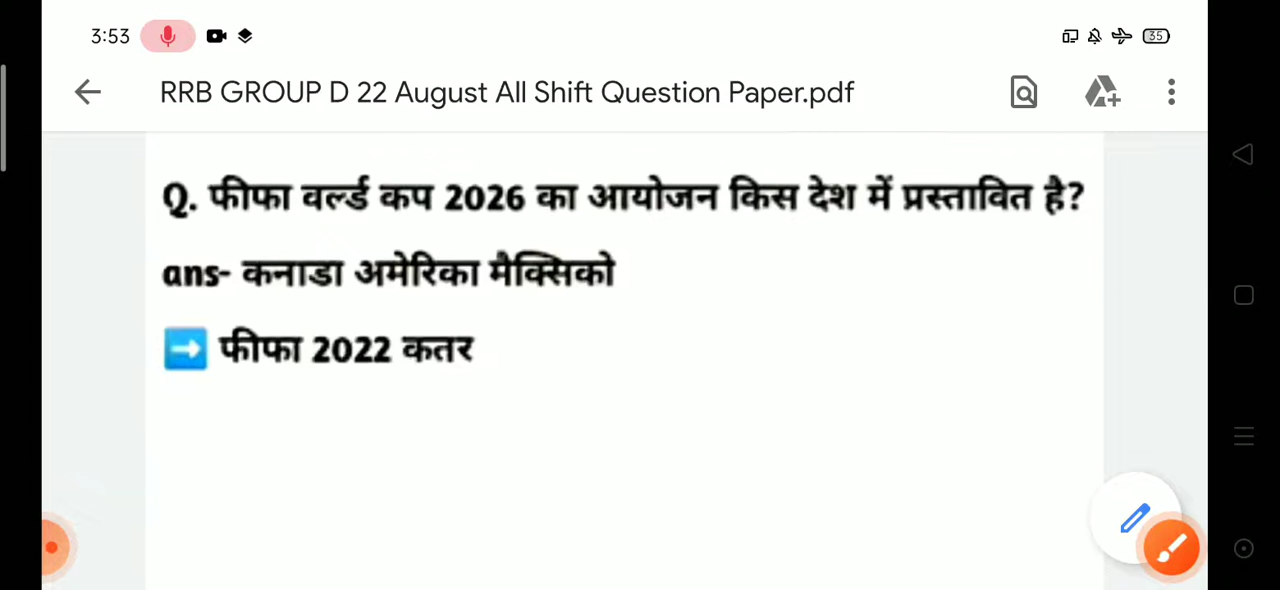 3:53
35
RRB GROUP D 22 August All Shift Question Paper.pdf
Q. फीफा वर्ल्ड कप 2026 का आयोजन किस देश में प्रस्तावित है?
ans- कनाडा अमेरिका मैक्सिको
➡️ फीफा 2022 कतर